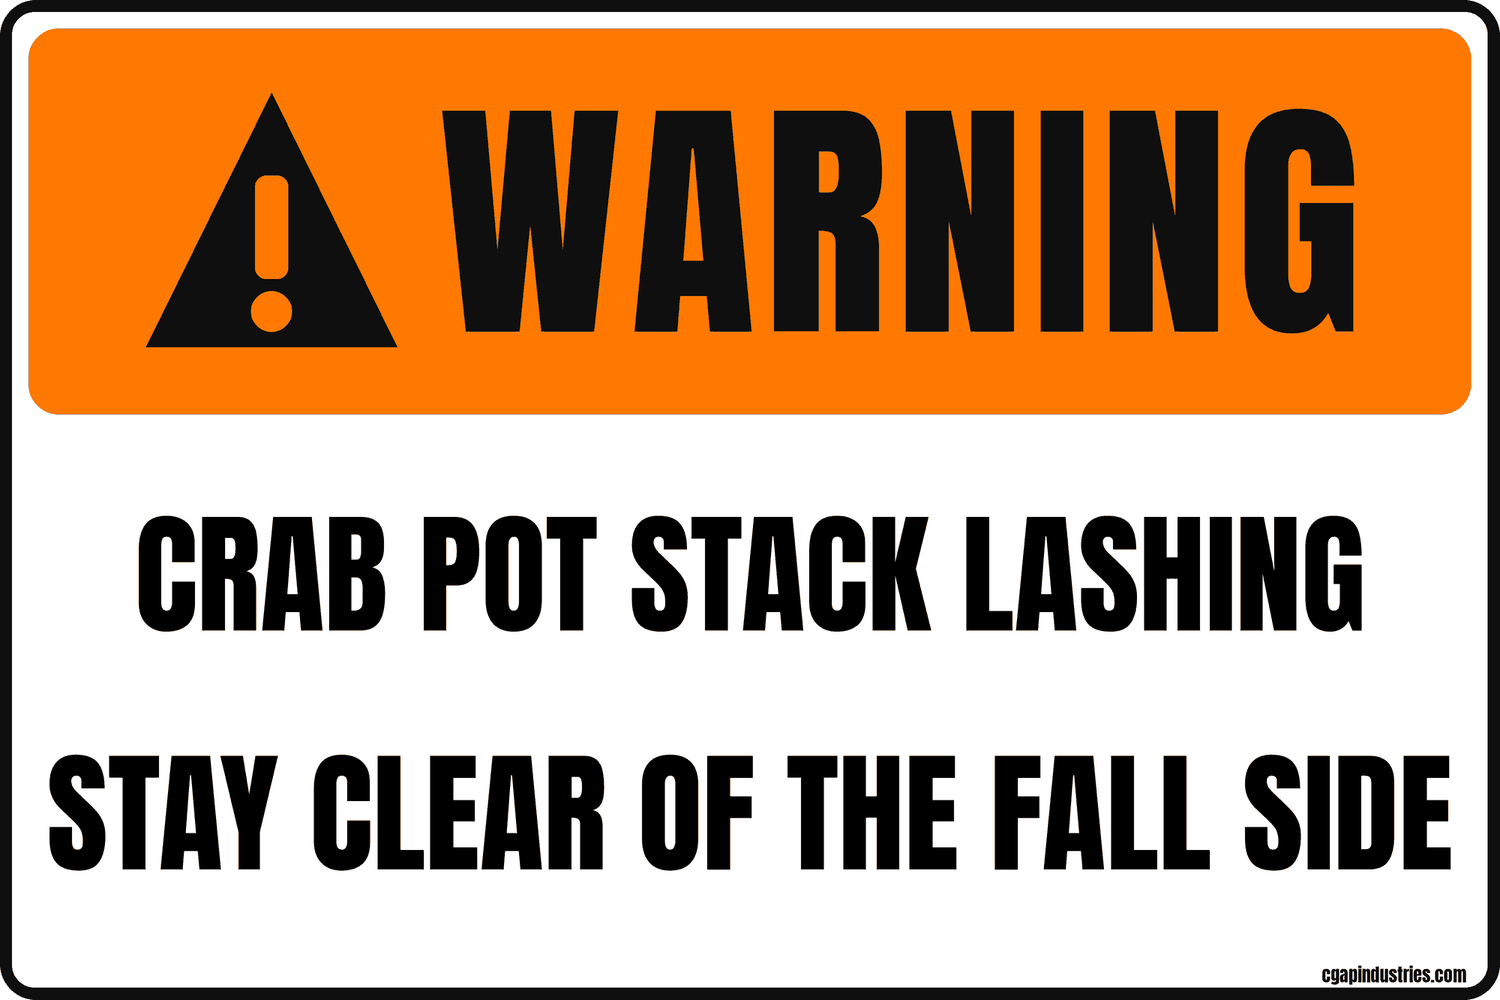 WARNING
CRAB POT STACK LASHING
STAY CLEAR OF THE FALL SIDE
cgapindustries.com